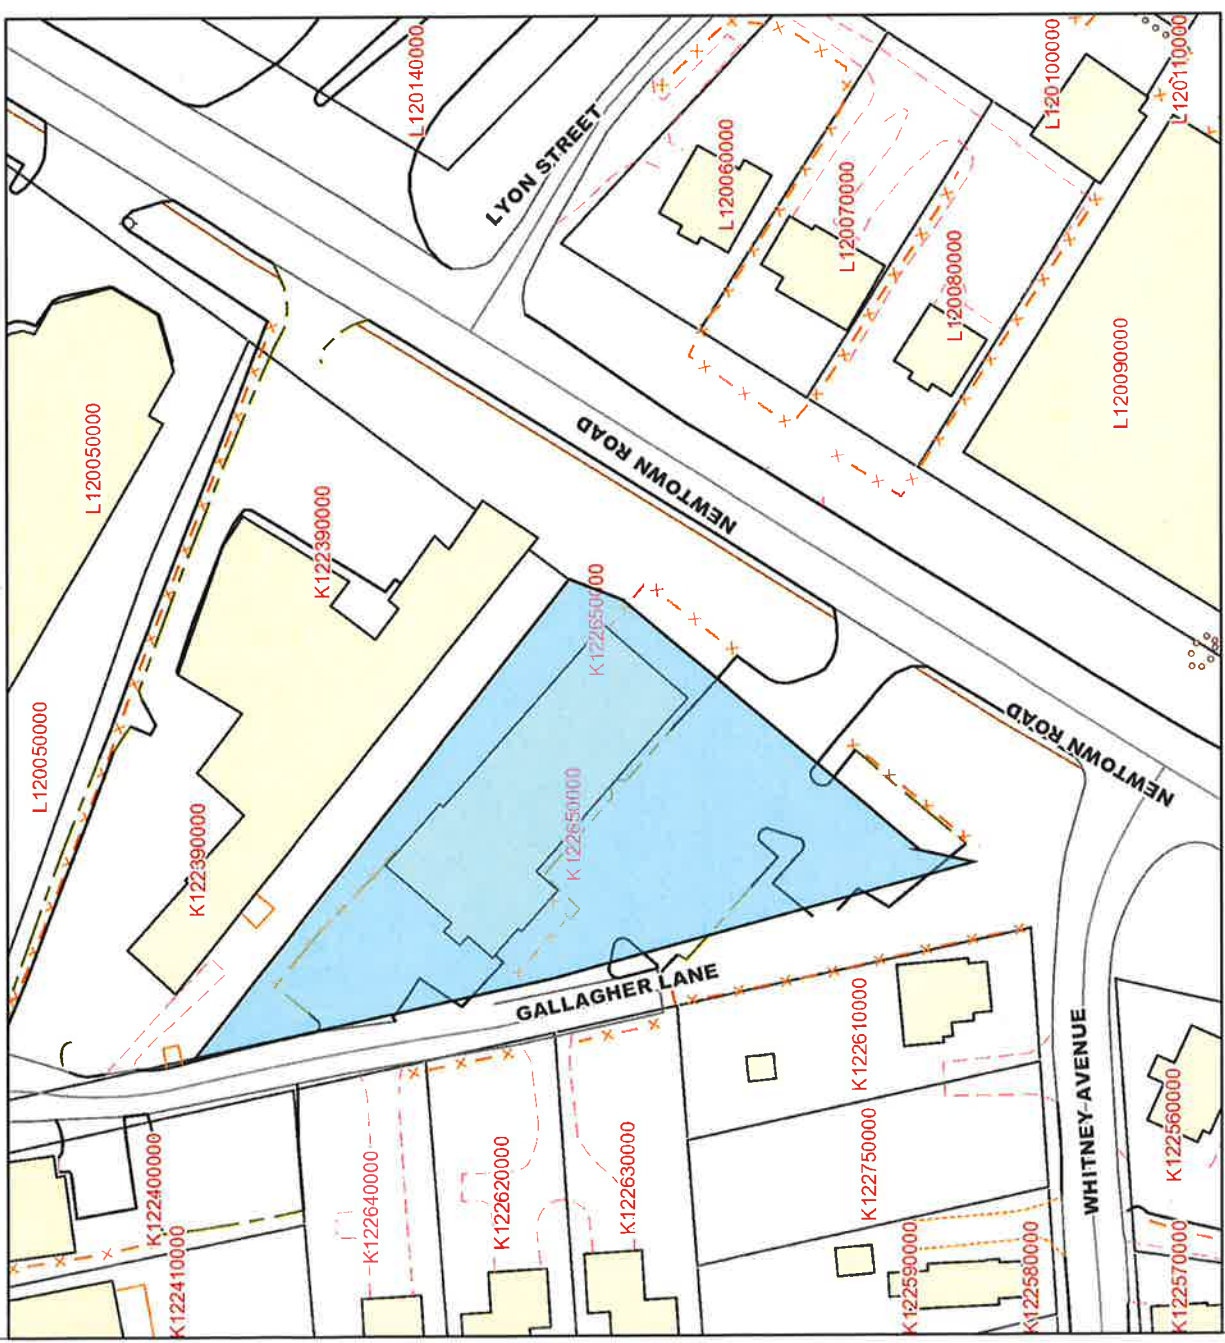 L120140000
LYON STREET
L120100000
L120110000
L120060000
L120070000
L120080000
L120090000
L120050000
NEWTOWN ROAD
K122390000
L120050000
K122390000
K122650000
K122650000
NEWTOWN ROAD
GALLAGHER LANE
K122400000
K122410000
K122640000
K122620000
K122630000
K122610000
K122750000
K122590000
K122580000
WHITNEY AVENUE
K122560000
K122570000